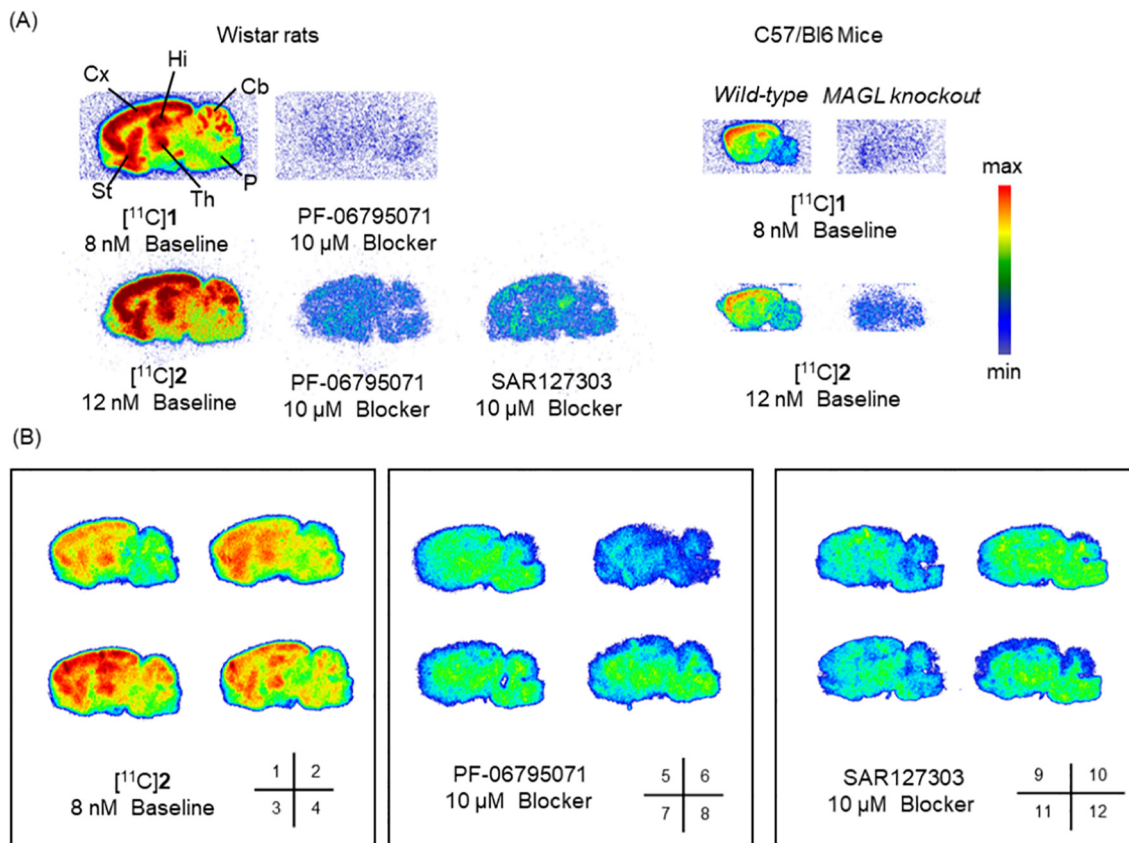 (A)
Wistar rats
C57/Bl6 Mice
Cx
Hi
Cb
St
Th
P
Wild-type
MAGL knockout
[¹¹C]1
8 nM Baseline
PF-06795071
10 µM Blocker
[¹¹C]1
8 nM Baseline
max
min
[¹¹C]2
12 nM Baseline
PF-06795071
10 µM Blocker
SAR127303
10 µM Blocker
[¹¹C]2
12 nM Baseline
(B)
[¹¹C]2
8 nM Baseline
1 2
3 4
PF-06795071
10 µM Blocker
5 6
7 8
SAR127303
10 µM Blocker
9 10
11 12